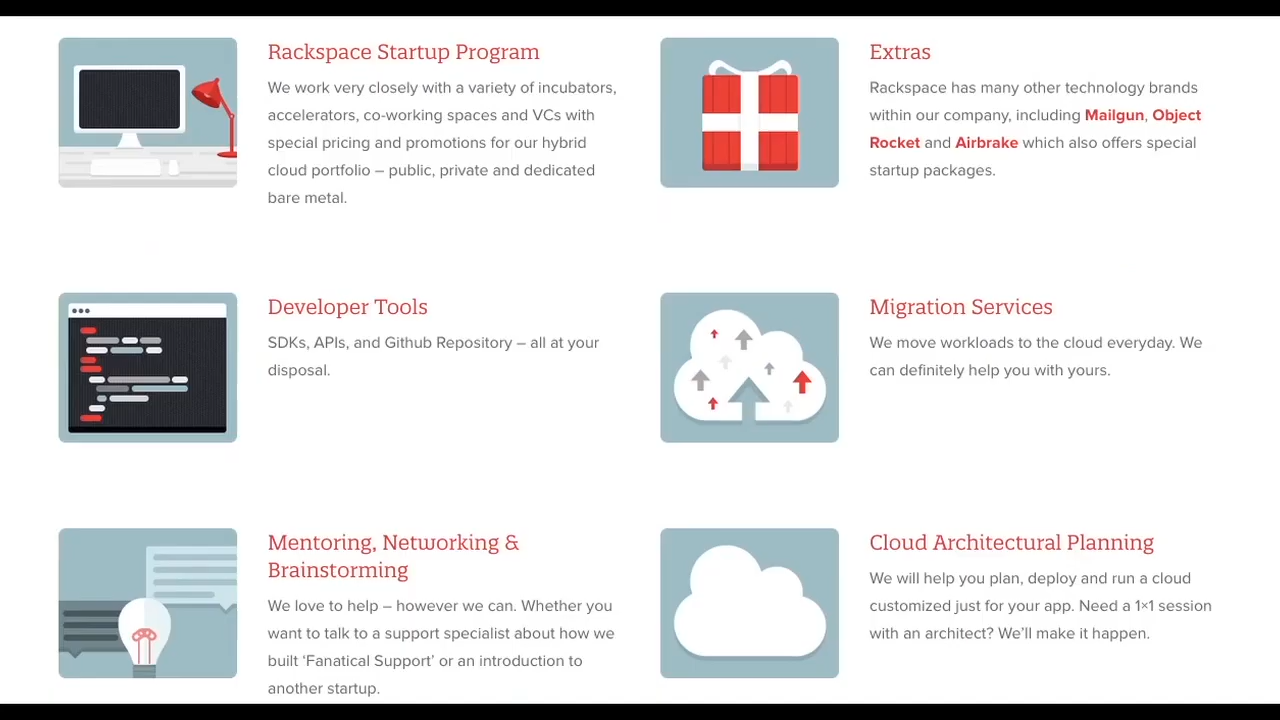 Rackspace Startup Program
We work very closely with a variety of incubators,
accelerators, co-working spaces and VCs with
special pricing and promotions for our hybrid
cloud portfolio – public, private and dedicated
bare metal.
Extras
Rackspace has many other technology brands
within our company, including Mailgun, Object
Rocket and Airbrake which also offers special
startup packages.
Developer Tools
SDKs, APIs, and Github Repository – all at your
disposal.
Migration Services
We move workloads to the cloud everyday. We
can definitely help you with yours.
Mentoring, Networking &
Brainstorming
We love to help – however we can. Whether you
want to talk to a support specialist about how we
built ‘Fanatical Support’ or an introduction to
another startup.
Cloud Architectural Planning
We will help you plan, deploy and run a cloud
customized just for your app. Need a 1×1 session
with an architect? We’ll make it happen.